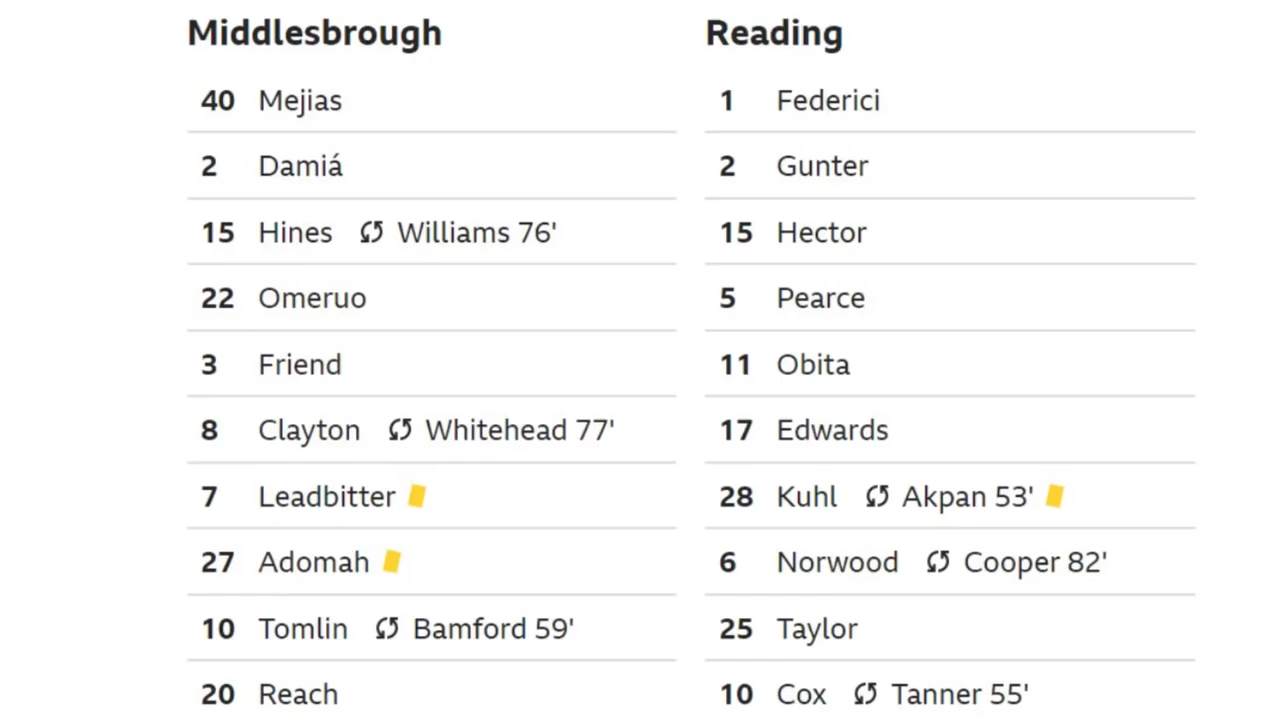 Middlesbrough
40 Mejias
2 Damiá
15 Hines Williams 76'
22 Omeruo
3 Friend
8 Clayton Whitehead 77'
7 Leadbitter
27 Adomah
10 Tomlin Bamford 59'
20 Reach
Reading
1 Federici
2 Gunter
15 Hector
5 Pearce
11 Obita
17 Edwards
28 Kuhl Akpan 53'
6 Norwood Cooper 82'
25 Taylor
10 Cox Tanner 55'